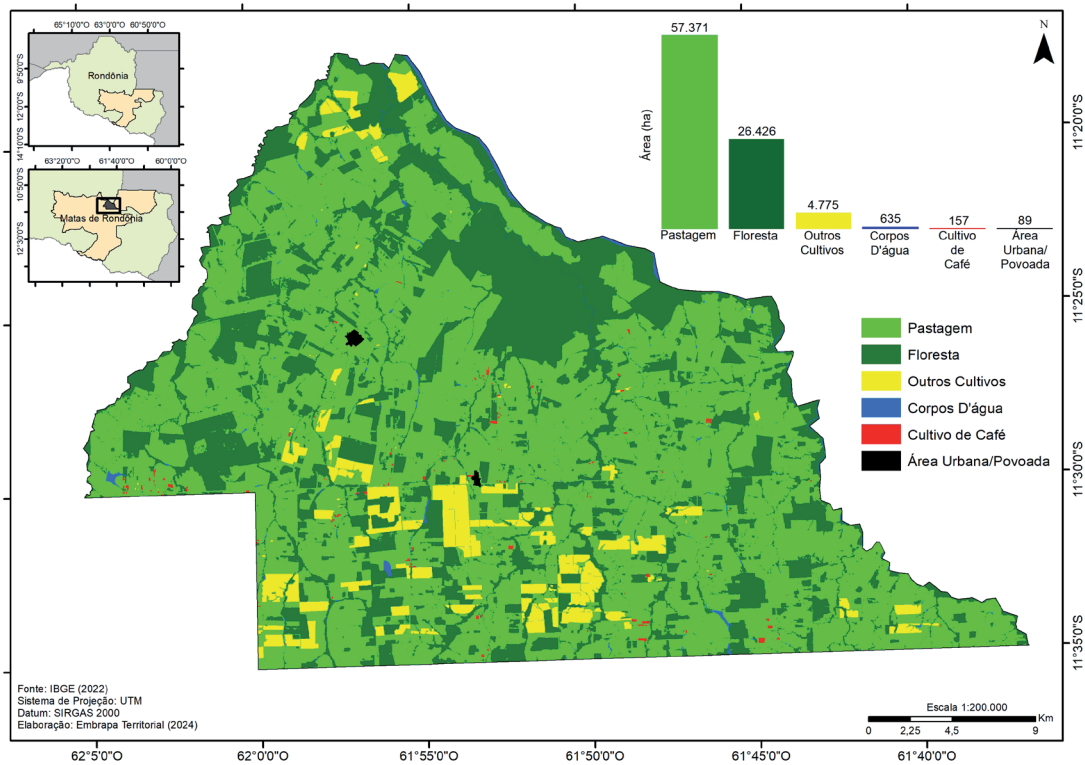 65°10'0"O 63°0'0"O 60°50'0"O
9°50'0"S
12°0'0"S
14°10'0"S
Rondônia
63°20'0"O 61°40'0"O 60°0'0"O
10°50'0"S
12°30'0"S
Matas de Rondônia
N
Área (ha)
57.371
26.426
4.775
635
157
89
Pastagem
Floresta
Outros
Cultivos
Corpos
D'água
Cultivo
de
Café
Área
Urbana/
Povoada
Pastagem
Floresta
Outros Cultivos
Corpos D'água
Cultivo de Café
Área Urbana/Povoada
11°20'0"S
11°25'0"S
11°30'0"S
11°35'0"S
Fonte: IBGE (2022)
Sistema de Projeção: UTM
Datum: SIRGAS 2000
Elaboração: Embrapa Territorial (2024)
Escala 1:200.000
Km
0 2,25 4,5 9
62°5'0"O 62°0'0"O 61°55'0"O 61°50'0"O 61°45'0"O 61°40'0"O